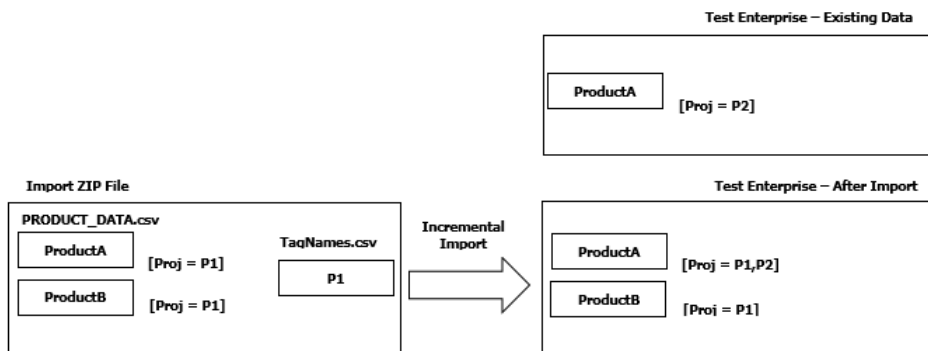 Test Enterprise – Existing Data
ProductA
[Proj = P2]
Import ZIP File
PRODUCT_DATA.csv
ProductA
[Proj = P1]
ProductB
[Proj = P1]
TagNames.csv
P1
Incremental
Import
Test Enterprise – After Import
ProductA
[Proj = P1,P2]
ProductB
[Proj = P1]